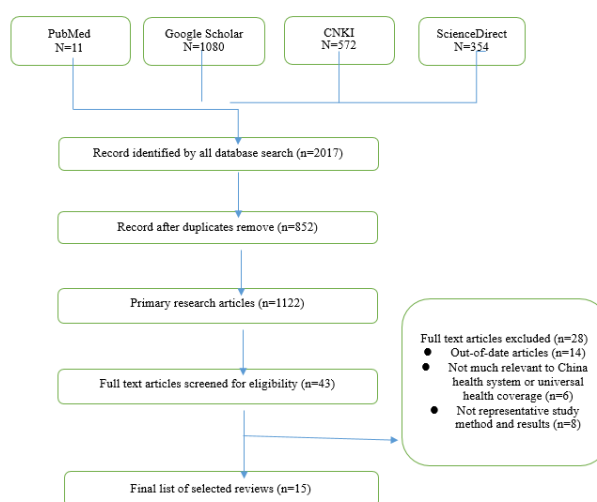 PubMed
N=11
Google Scholar
N=1080
CNKI
N=572
ScienceDirect
N=354
Record identified by all database search (n=2017)
Record after duplicates remove (n=852)
Primary research articles (n=1122)
Full text articles screened for eligibility (n=43)
Full text articles excluded (n=28)
● Out-of-date articles (n=14)
● Not much relevant to China
health system or universal
health coverage (n=6)
● Not representative study
method and results (n=8)
Final list of selected reviews (n=15)